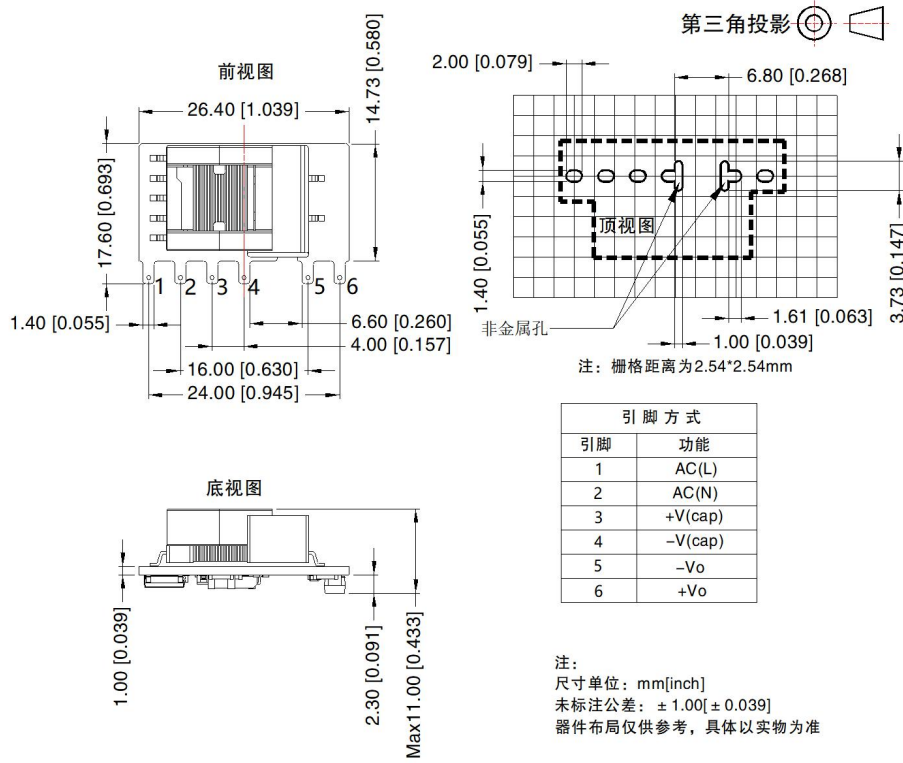 第三角投影
2.00 [0.079]
6.80 [0.268]
前视图
26.40 [1.039]
14.73 [0.580]
17.60 [0.693]
1 2 3 4 5 6
1.40 [0.055]
6.60 [0.260]
4.00 [0.157]
16.00 [0.630]
24.00 [0.945]
顶视图
1.40 [0.055]
3.73 [0.147]
非金属孔
1.61 [0.063]
1.00 [0.039]
注：栅格距离为2.54*2.54mm
引脚方式
引脚 功能
1 AC(L)
2 AC(N)
3 +V(cap)
4 −V(cap)
5 −Vo
6 +Vo
底视图
1.00 [0.039]
2.30 [0.091]
Max11.00 [0.433]
注：
尺寸单位：mm[inch]
未标注公差：±1.00[±0.039]
器件布局仅供参考，具体以实物为准